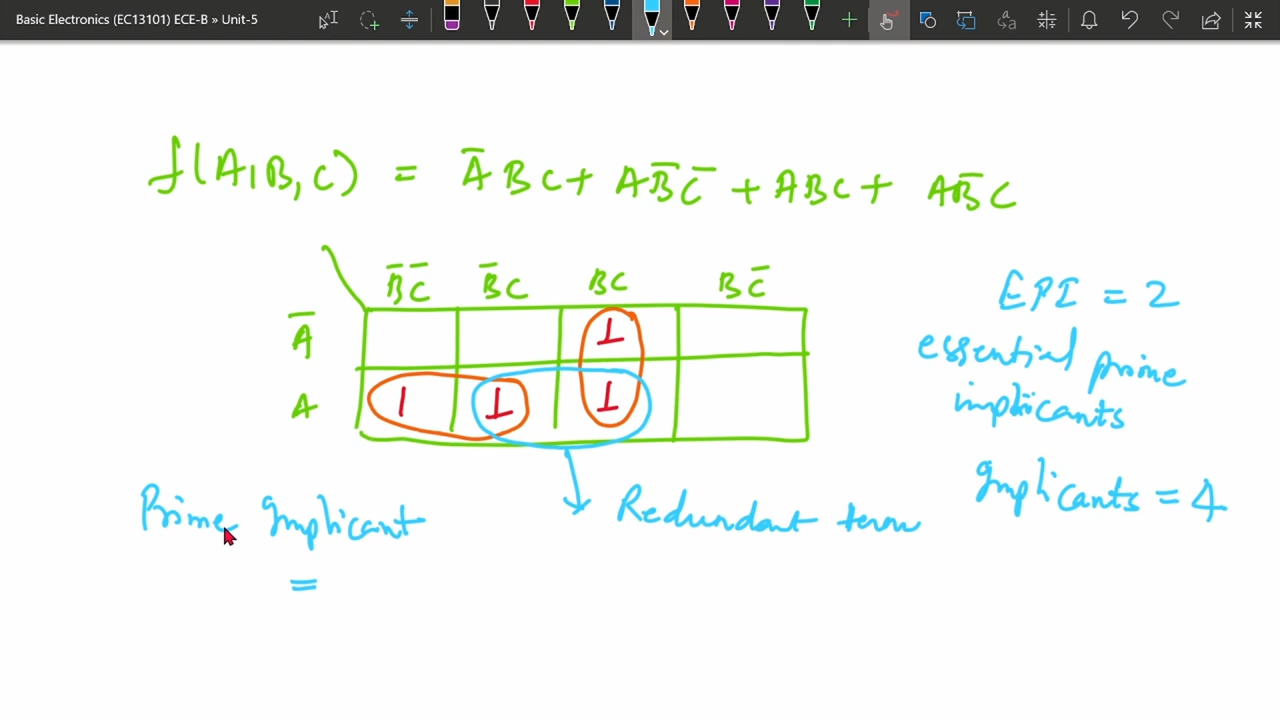 Basic Electronics (EC13101) ECE-B » Unit-5
f(A,B,C) = A̅BC + AB̅C̅ + ABC + AB̅C
B̅C̅ B̅C BC BC̅
A̅ 1
A 1 1 1
EPI = 2
essential prime
implicants
Implicants = 4
Prime Implicant
=
Redundant term